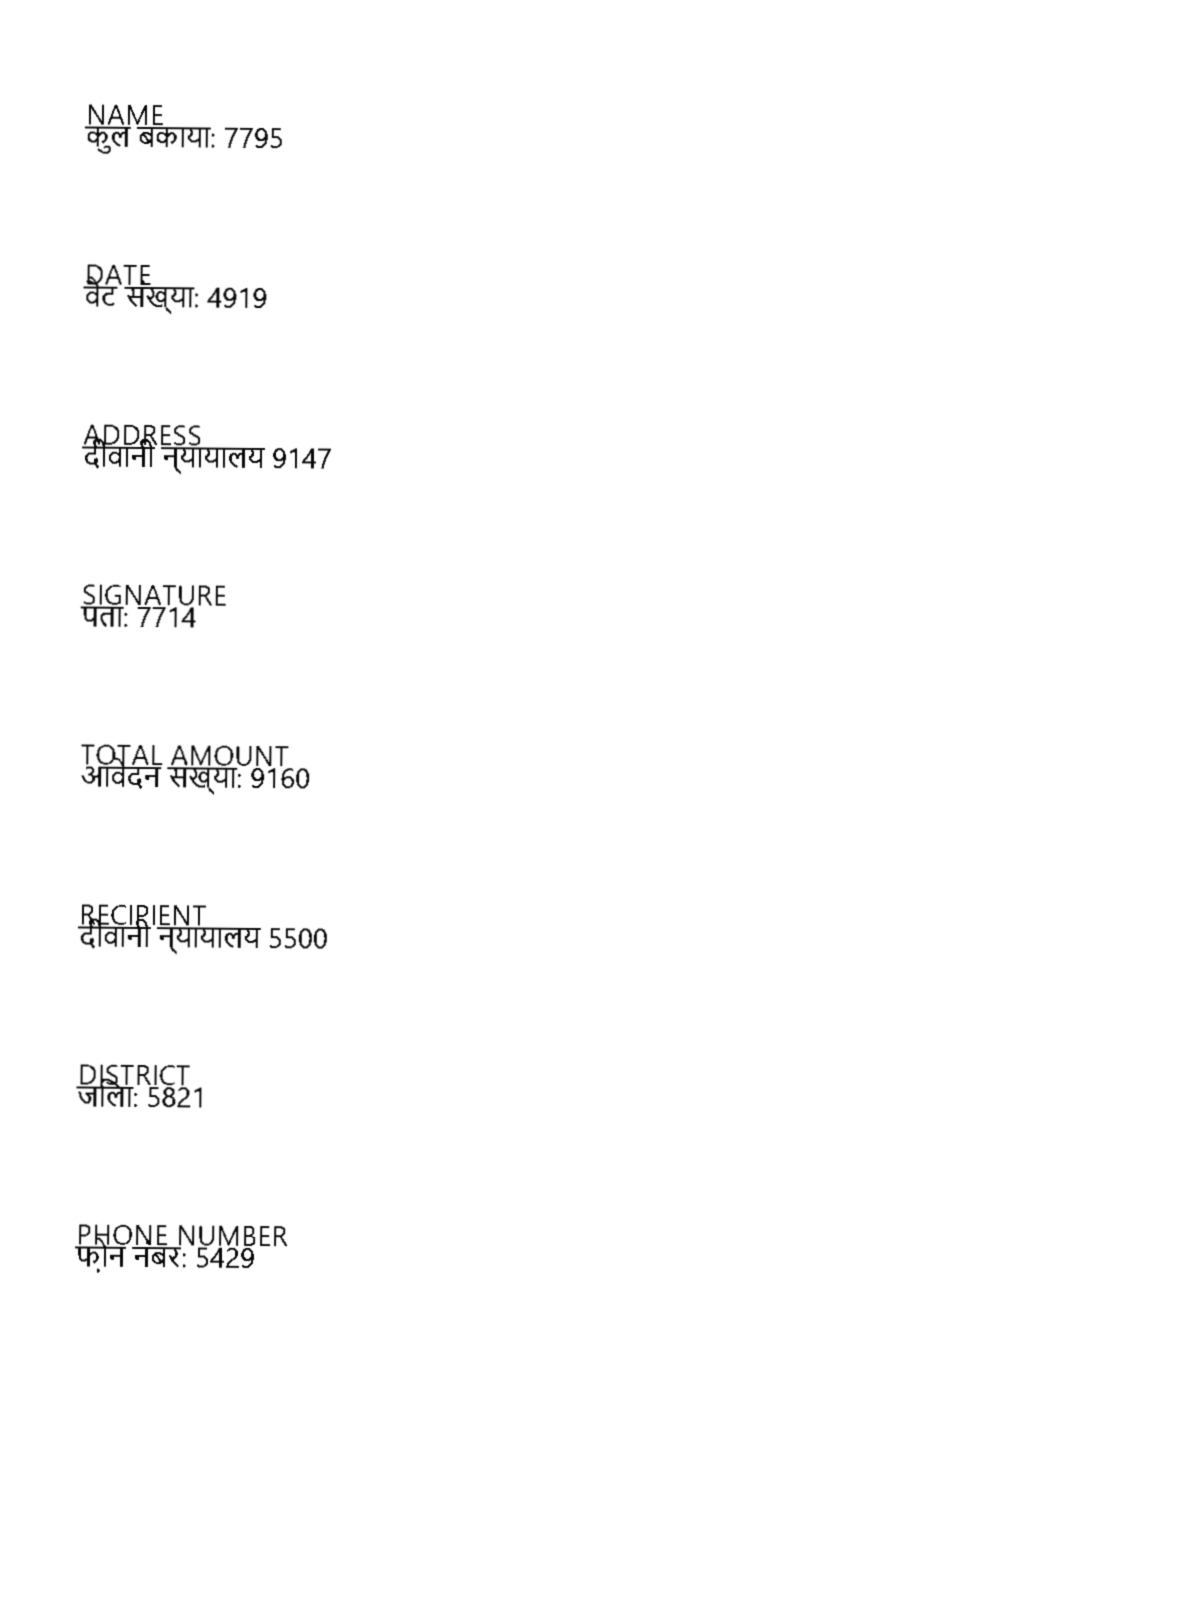 NAME
कुल बकाया: 7795
DATE
वैट संख्या: 4919
ADDRESS
दीवानी न्यायालय 9147
SIGNATURE
पता: 7714
TOTAL AMOUNT
आवेदन संख्या: 9160
RECIPIENT
दीवानी न्यायालय 5500
DISTRICT
जिला: 5821
PHONE NUMBER
फ़ोन नंबर: 5429